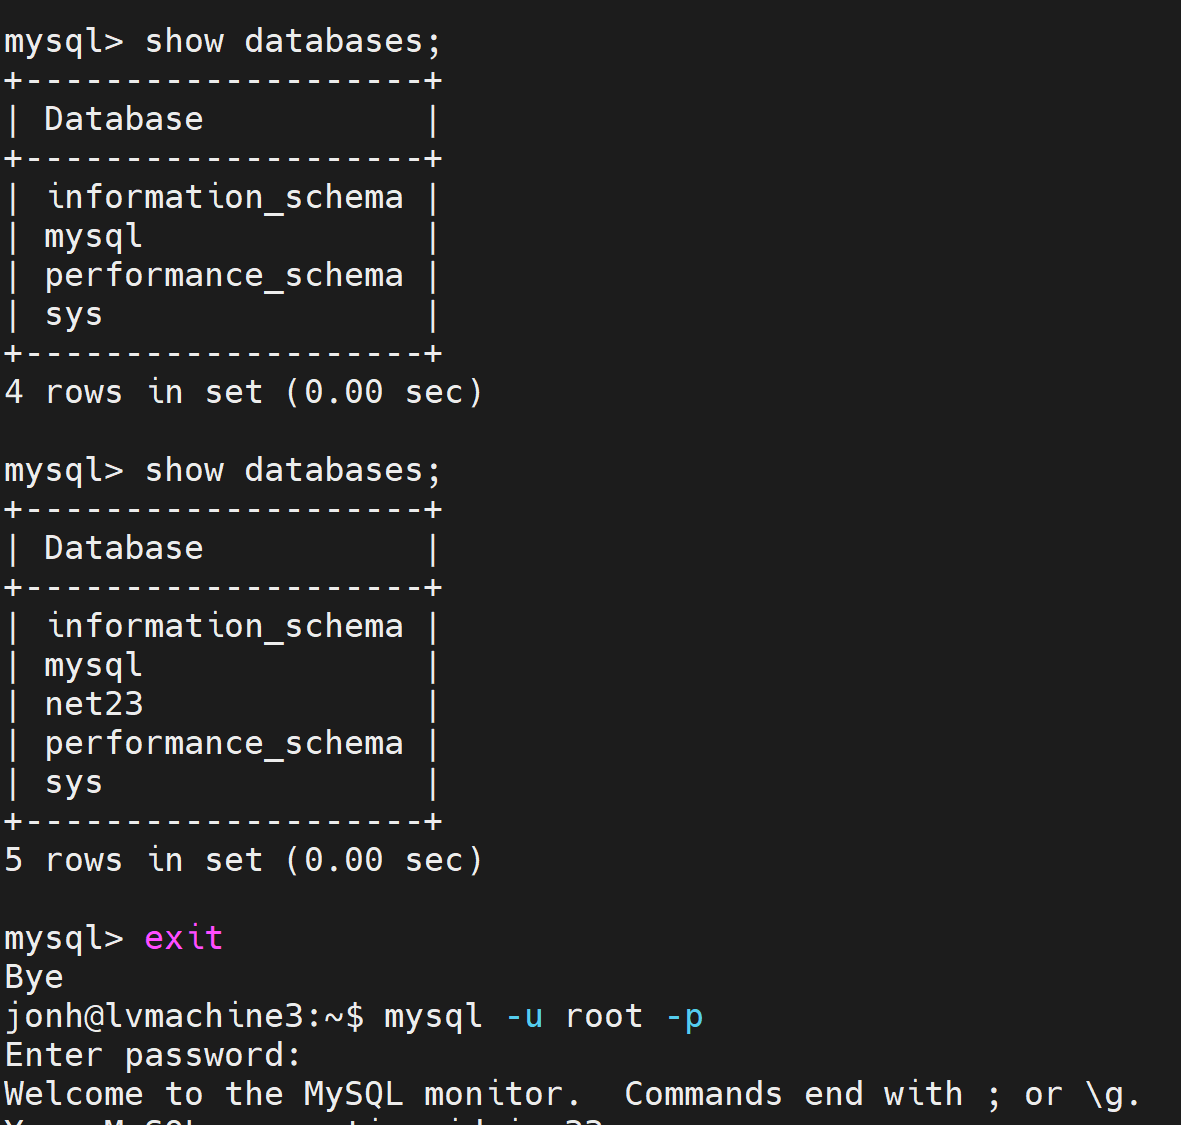 mysql> show databases;
+--------------------+
| Database           |
+--------------------+
| information_schema |
| mysql              |
| performance_schema |
| sys                |
+--------------------+
4 rows in set (0.00 sec)

mysql> show databases;
+--------------------+
| Database           |
+--------------------+
| information_schema |
| mysql              |
| net23              |
| performance_schema |
| sys                |
+--------------------+
5 rows in set (0.00 sec)

mysql> exit
Bye
jonh@lvmachine3:~$ mysql -u root -p
Enter password:
Welcome to the MySQL monitor.  Commands end with ; or \g.